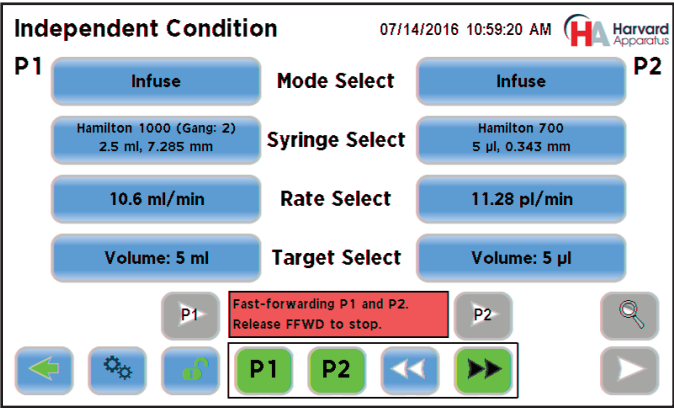 Independent Condition
07/14/2016 10:59:20 AM
HA Harvard
Apparatus
P1
P2
Infuse
Mode Select
Infuse
Hamilton 1000 (Gang: 2)
2.5 ml, 7.285 mm
Syringe Select
Hamilton 700
5 µl, 0.343 mm
10.6 ml/min
Rate Select
11.28 pl/min
Volume: 5 ml
Target Select
Volume: 5 µl
P1
Fast-forwarding P1 and P2.
Release FFWD to stop.
P2
P1
P2